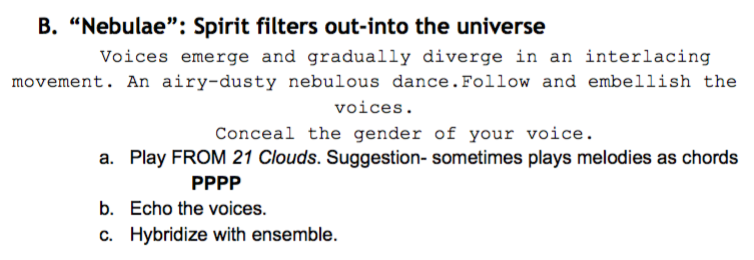 B. “Nebulae”: Spirit filters out-into the universe
Voices emerge and gradually diverge in an interlacing
movement. An airy-dusty nebulous dance.Follow and embellish the
voices.
Conceal the gender of your voice.
a. Play FROM 21 Clouds. Suggestion- sometimes plays melodies as chords
PPPP
b. Echo the voices.
c. Hybridize with ensemble.